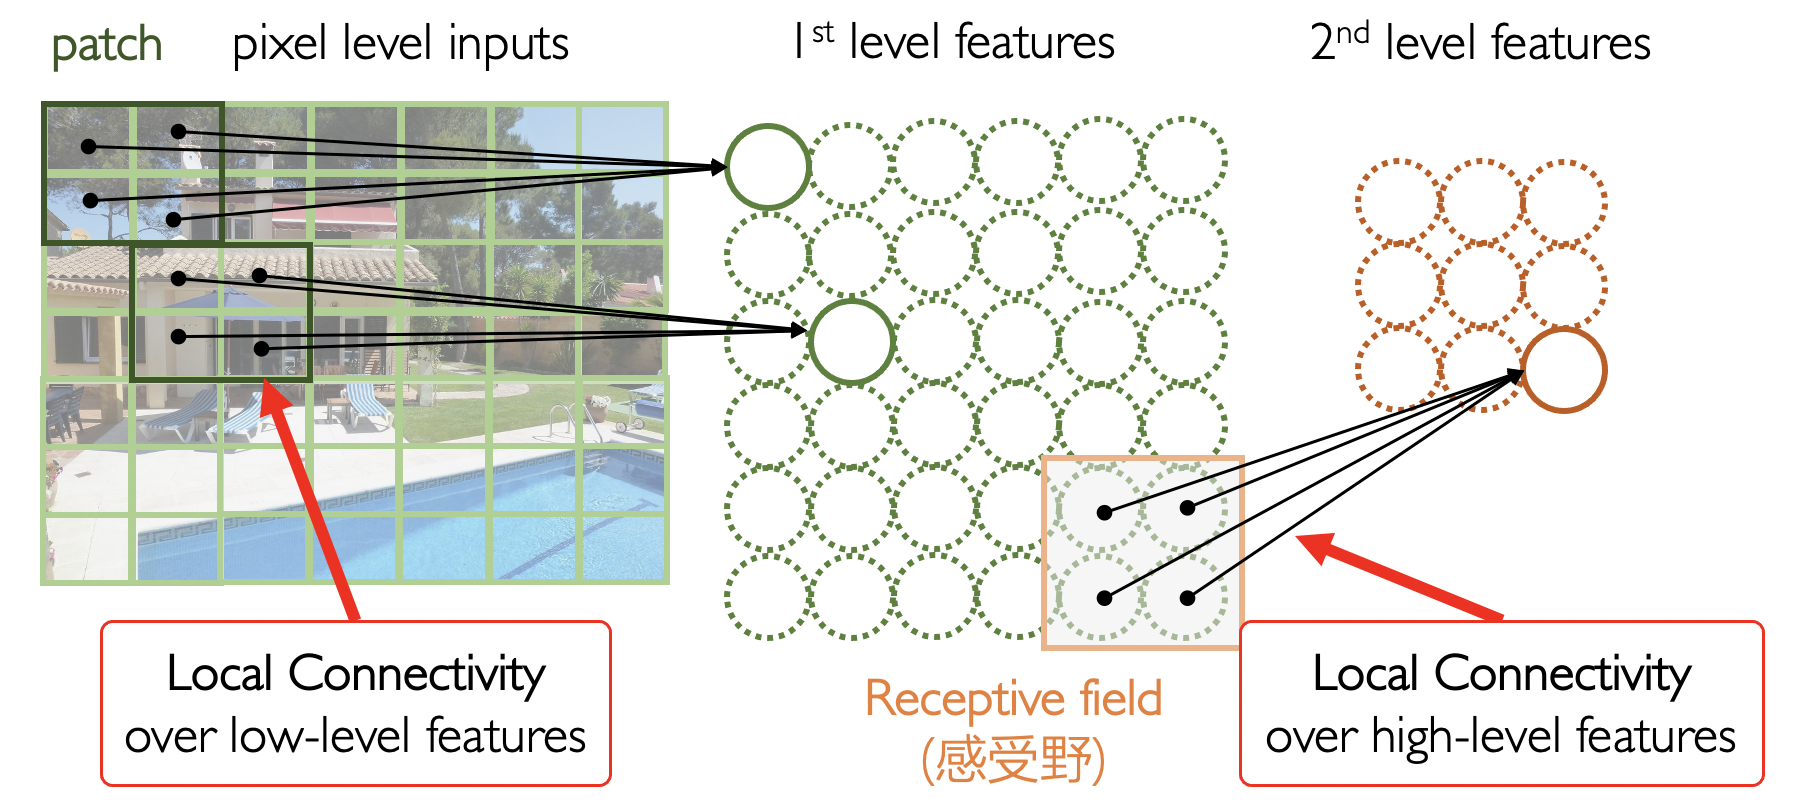 patch
pixel level inputs
1st level features
2nd level features
Local Connectivity
over low-level features
Receptive field
(感受野)
Local Connectivity
over high-level features